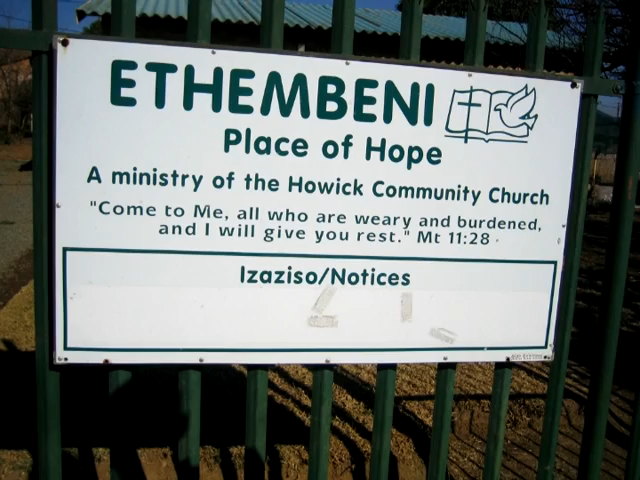 ETHEMBENI
Place of Hope
A ministry of the Howick Community Church
"Come to Me, all who are weary and burdened,
and I will give you rest." Mt 11:28
Izaziso/Notices